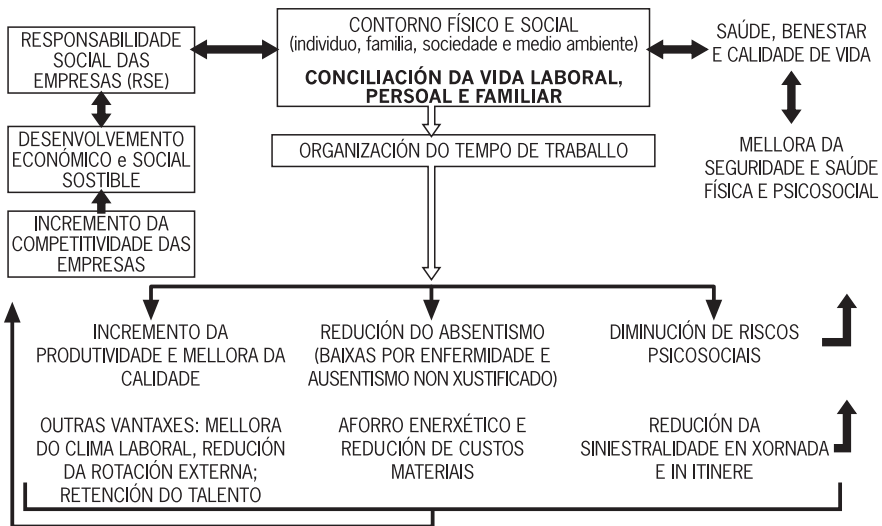 CONTORNO FÍSICO E SOCIAL
(individuo, familia, sociedade e medio ambiente)
CONCILIACIÓN DA VIDA LABORAL,
PERSOAL E FAMILIAR
RESPONSABILIDADE
SOCIAL DAS
EMPRESAS (RSE)
SAÚDE, BENESTAR
E CALIDADE DE VIDA
DESENVOLVEMENTO
ECONÓMICO e SOCIAL
SOSTIBLE
ORGANIZACIÓN DO TEMPO DE TRABALLO
MELLORA DA
SEGURIDADE E SAÚDE
FÍSICA E PSICOSOCIAL
INCREMENTO DA
COMPETITIVIDADE DAS
EMPRESAS
INCREMENTO DA
PRODUTIVIDADE E MELLORA DA
CALIDADE
REDUCIÓN DO ABSENTISMO
(BAIXAS POR ENFERMIDADE E
AUSENTISMO NON XUSTIFICADO)
DIMINUCIÓN DE RISCOS
PSICOSOCIAIS
OUTRAS VANTAXES: MELLORA
DO CLIMA LABORAL, REDUCIÓN
DA ROTACIÓN EXTERNA;
RETENCIÓN DO TALENTO
AFORRO ENERXÉTICO E
REDUCIÓN DE CUSTOS
MATERIAIS
REDUCIÓN DA
SINIESTRALIDADE EN XORNADA
E IN ITINERE